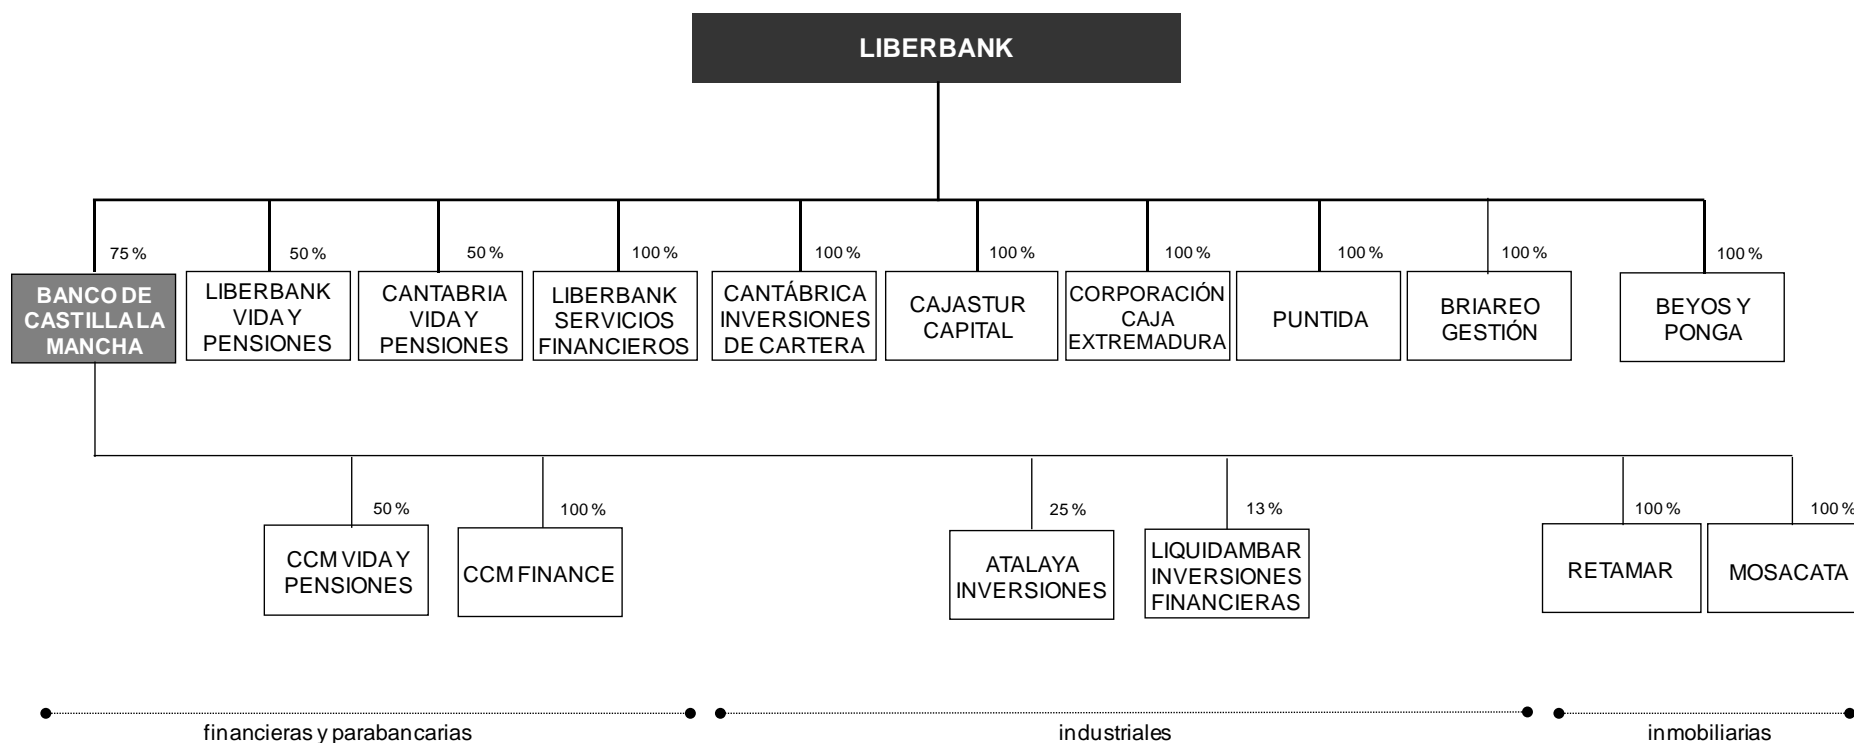 LIBERBANK
75 %
50 %
50 %
100 %
100 %
100 %
100 %
100 %
100 %
100 %
BANCO DE
CASTILLA LA
MANCHA
LIBERBANK
VIDA Y
PENSIONES
CANTABRIA
VIDA Y
PENSIONES
LIBERBANK
SERVICIOS
FINANCIEROS
CANTÁBRICA
INVERSIONES
DE CARTERA
CAJASTUR
CAPITAL
CORPORACIÓN
CAJA
EXTREMADURA
PUNTIDA
BRIAREO
GESTIÓN
BEYOS Y
PONGA
50 %
100 %
25 %
13 %
100 %
100 %
CCM VIDA Y
PENSIONES
CCM FINANCE
ATALAYA
INVERSIONES
LIQUIDAMBAR
INVERSIONES
FINANCIERAS
RETAMAR
MOSACATA
financieras y parabancarias
industriales
inmobiliarias